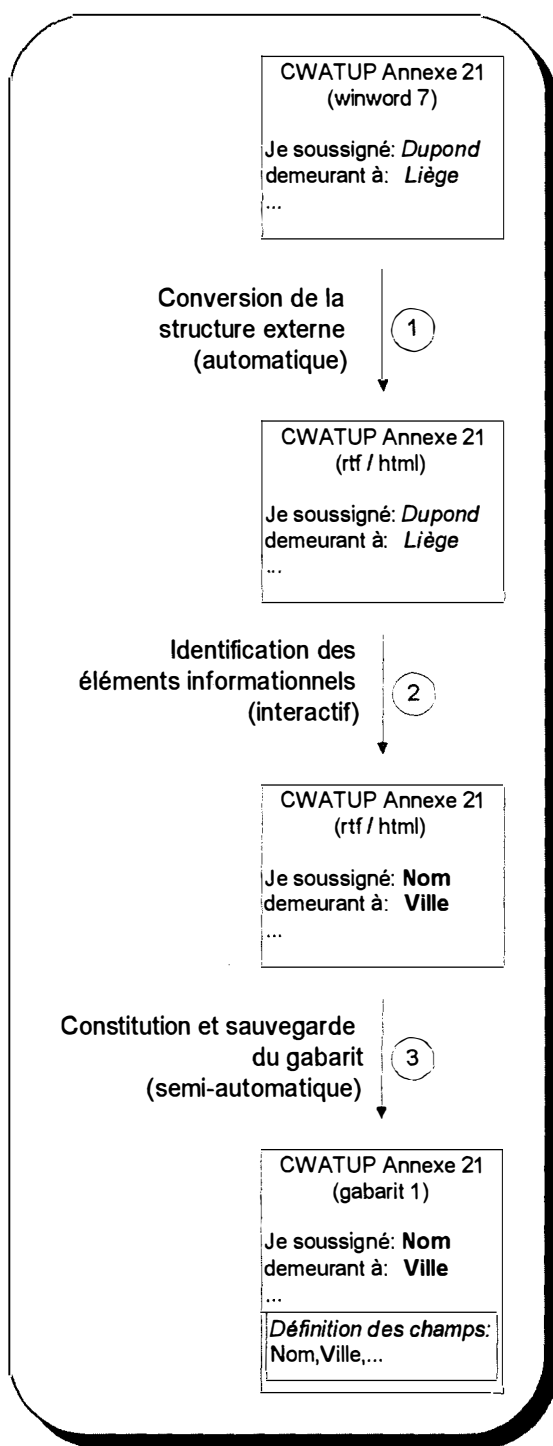 CWATUP Annexe 21
(winword 7)
Je soussigné: Dupond
demeurant à: Liège
...
Conversion de la
structure externe
(automatique)
1
CWATUP Annexe 21
(rtf / html)
Je soussigné: Dupond
demeurant à: Liège
...
Identification des
éléments informationnels
(interactif)
2
CWATUP Annexe 21
(rtf / html)
Je soussigné: Nom
demeurant à: Ville
...
Constitution et sauvegarde
du gabarit
(semi-automatique)
3
CWATUP Annexe 21
(gabarit 1)
Je soussigné: Nom
demeurant à: Ville
...
Définition des champs:
Nom,Ville,...